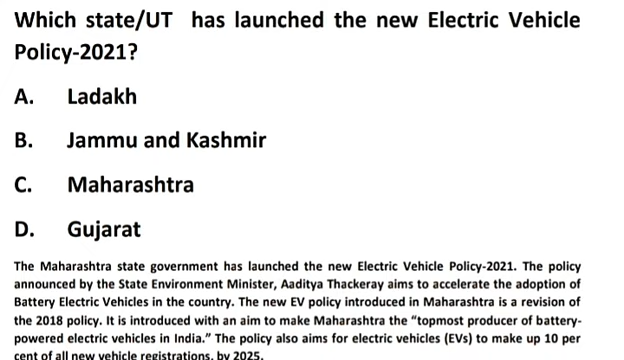 Which state/UT has launched the new Electric Vehicle
Policy-2021?
A. Ladakh
B. Jammu and Kashmir
C. Maharashtra
D. Gujarat
The Maharashtra state government has launched the new Electric Vehicle Policy-2021. The policy
announced by the State Environment Minister, Aaditya Thackeray aims to accelerate the adoption of
Battery Electric Vehicles in the country. The new EV policy introduced in Maharashtra is a revision of
the 2018 policy. It is introduced with an aim to make Maharashtra the “topmost producer of battery-
powered electric vehicles in India.” The policy also aims for electric vehicles (EVs) to make up 10 per
cent of all new vehicle registrations, by 2025.